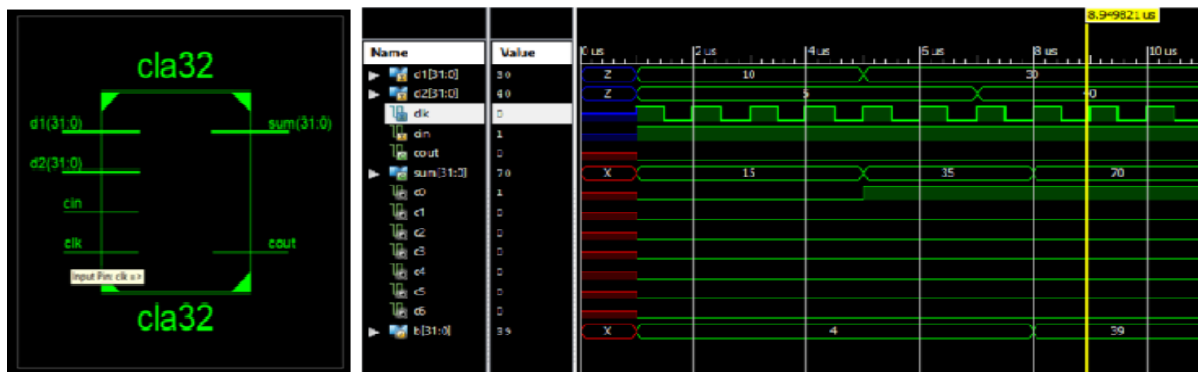 cla32
d1(31:0)
sum(31:0)
d2(31:0)
cin
clk
cout
Input Pin: clk =>
cla32
8.949821 us
Name Value 0 us 2 us 4 us 6 us 8 us 10 us
d1[31:0] 30 Z 10 30
d2[31:0] 40 Z 5 40
clk 0
cin 1
cout 0
sum[31:0] 70 X 15 35 70
c0 1
c1 0
c2 0
c3 0
c4 0
c5 0
c6 0
b[31:0] 39 X 4 39